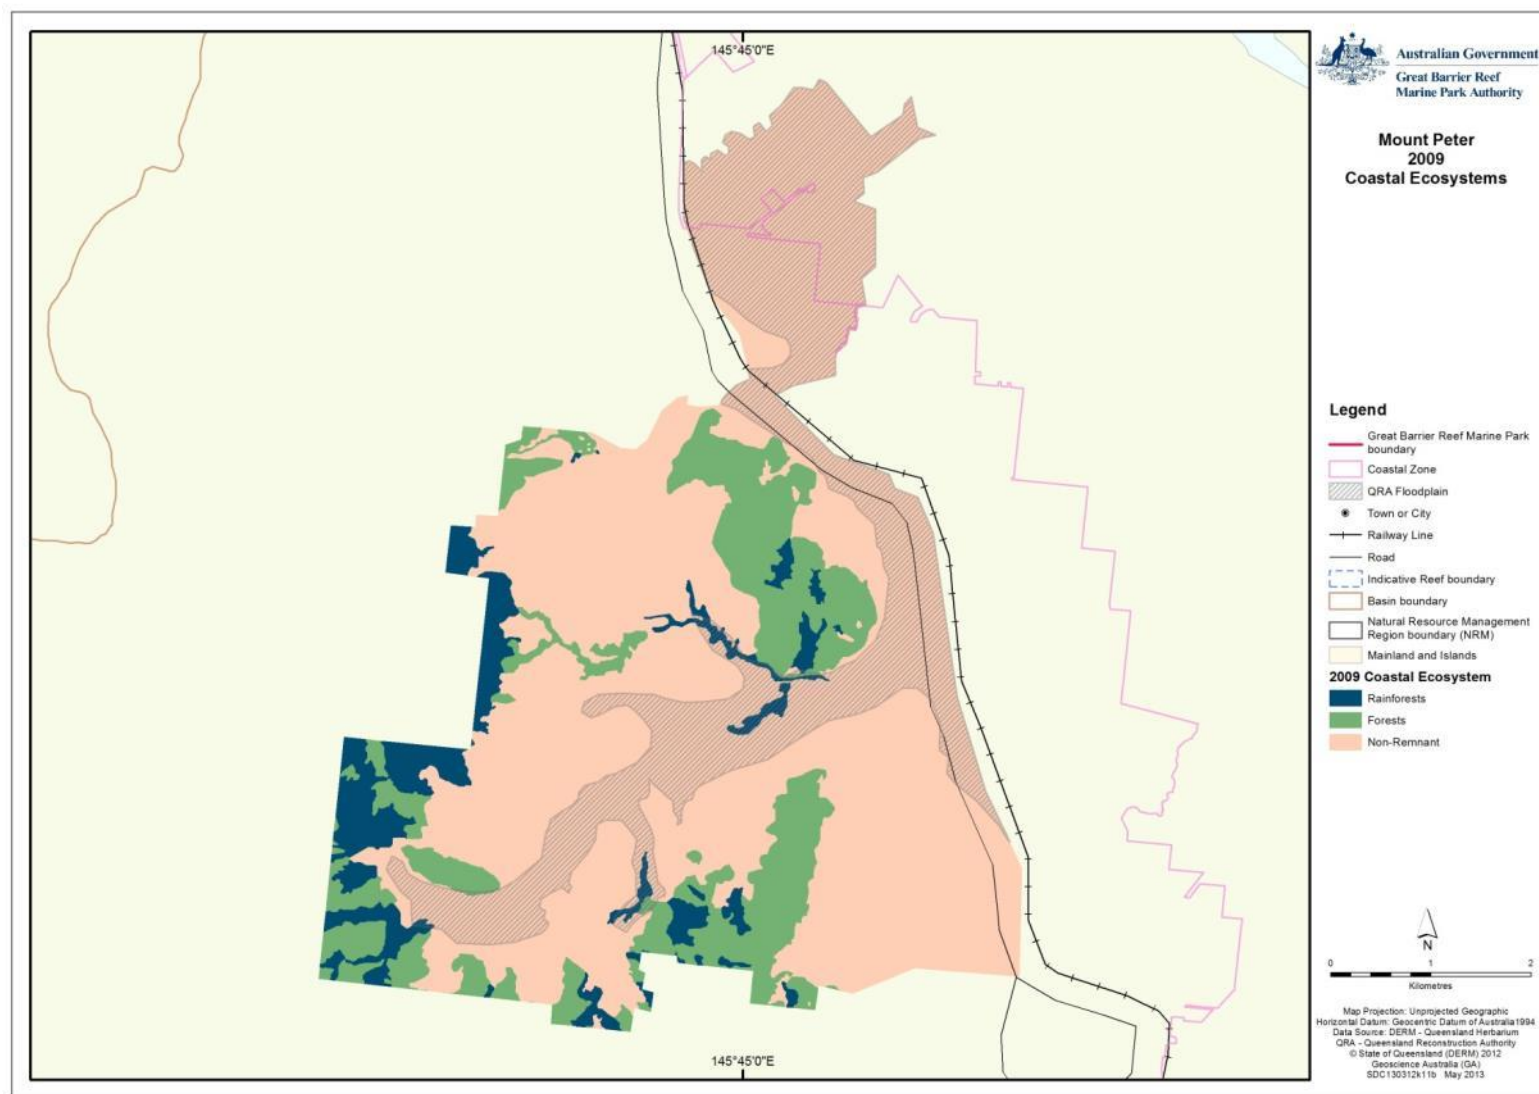 145°45'0"E
Australian Government
Great Barrier Reef
Marine Park Authority
Mount Peter
2009
Coastal Ecosystems
Legend
Great Barrier Reef Marine Park
boundary
Coastal Zone
QRA Floodplain
Town or City
Railway Line
Road
Indicative Reef boundary
Basin boundary
Natural Resource Management
Region boundary (NRM)
Mainland and Islands
2009 Coastal Ecosystem
Rainforests
Forests
Non-Remnant
N
0 1 2
Kilometres
Map Projection: Unprojected Geographic
Horizontal Datum: Geocentric Datum of Australia1994
Data Source: DERM - Queensland Herbarium
QRA - Queensland Reconstruction Authority
© State of Queensland (DERM) 2012
Geoscience Australia (GA)
SDC130312k11b May 2013
145°45'0"E